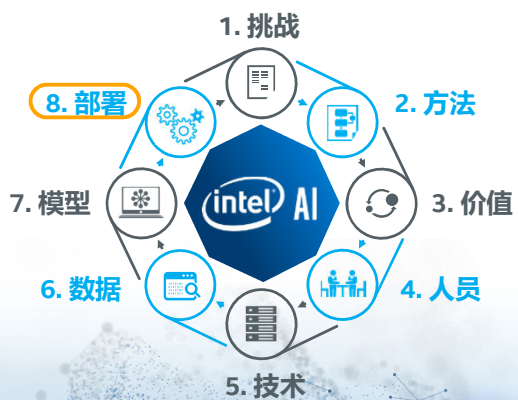 1. 挑战
2. 方法
3. 价值
4. 人员
5. 技术
6. 数据
7. 模型
8. 部署
intel AI